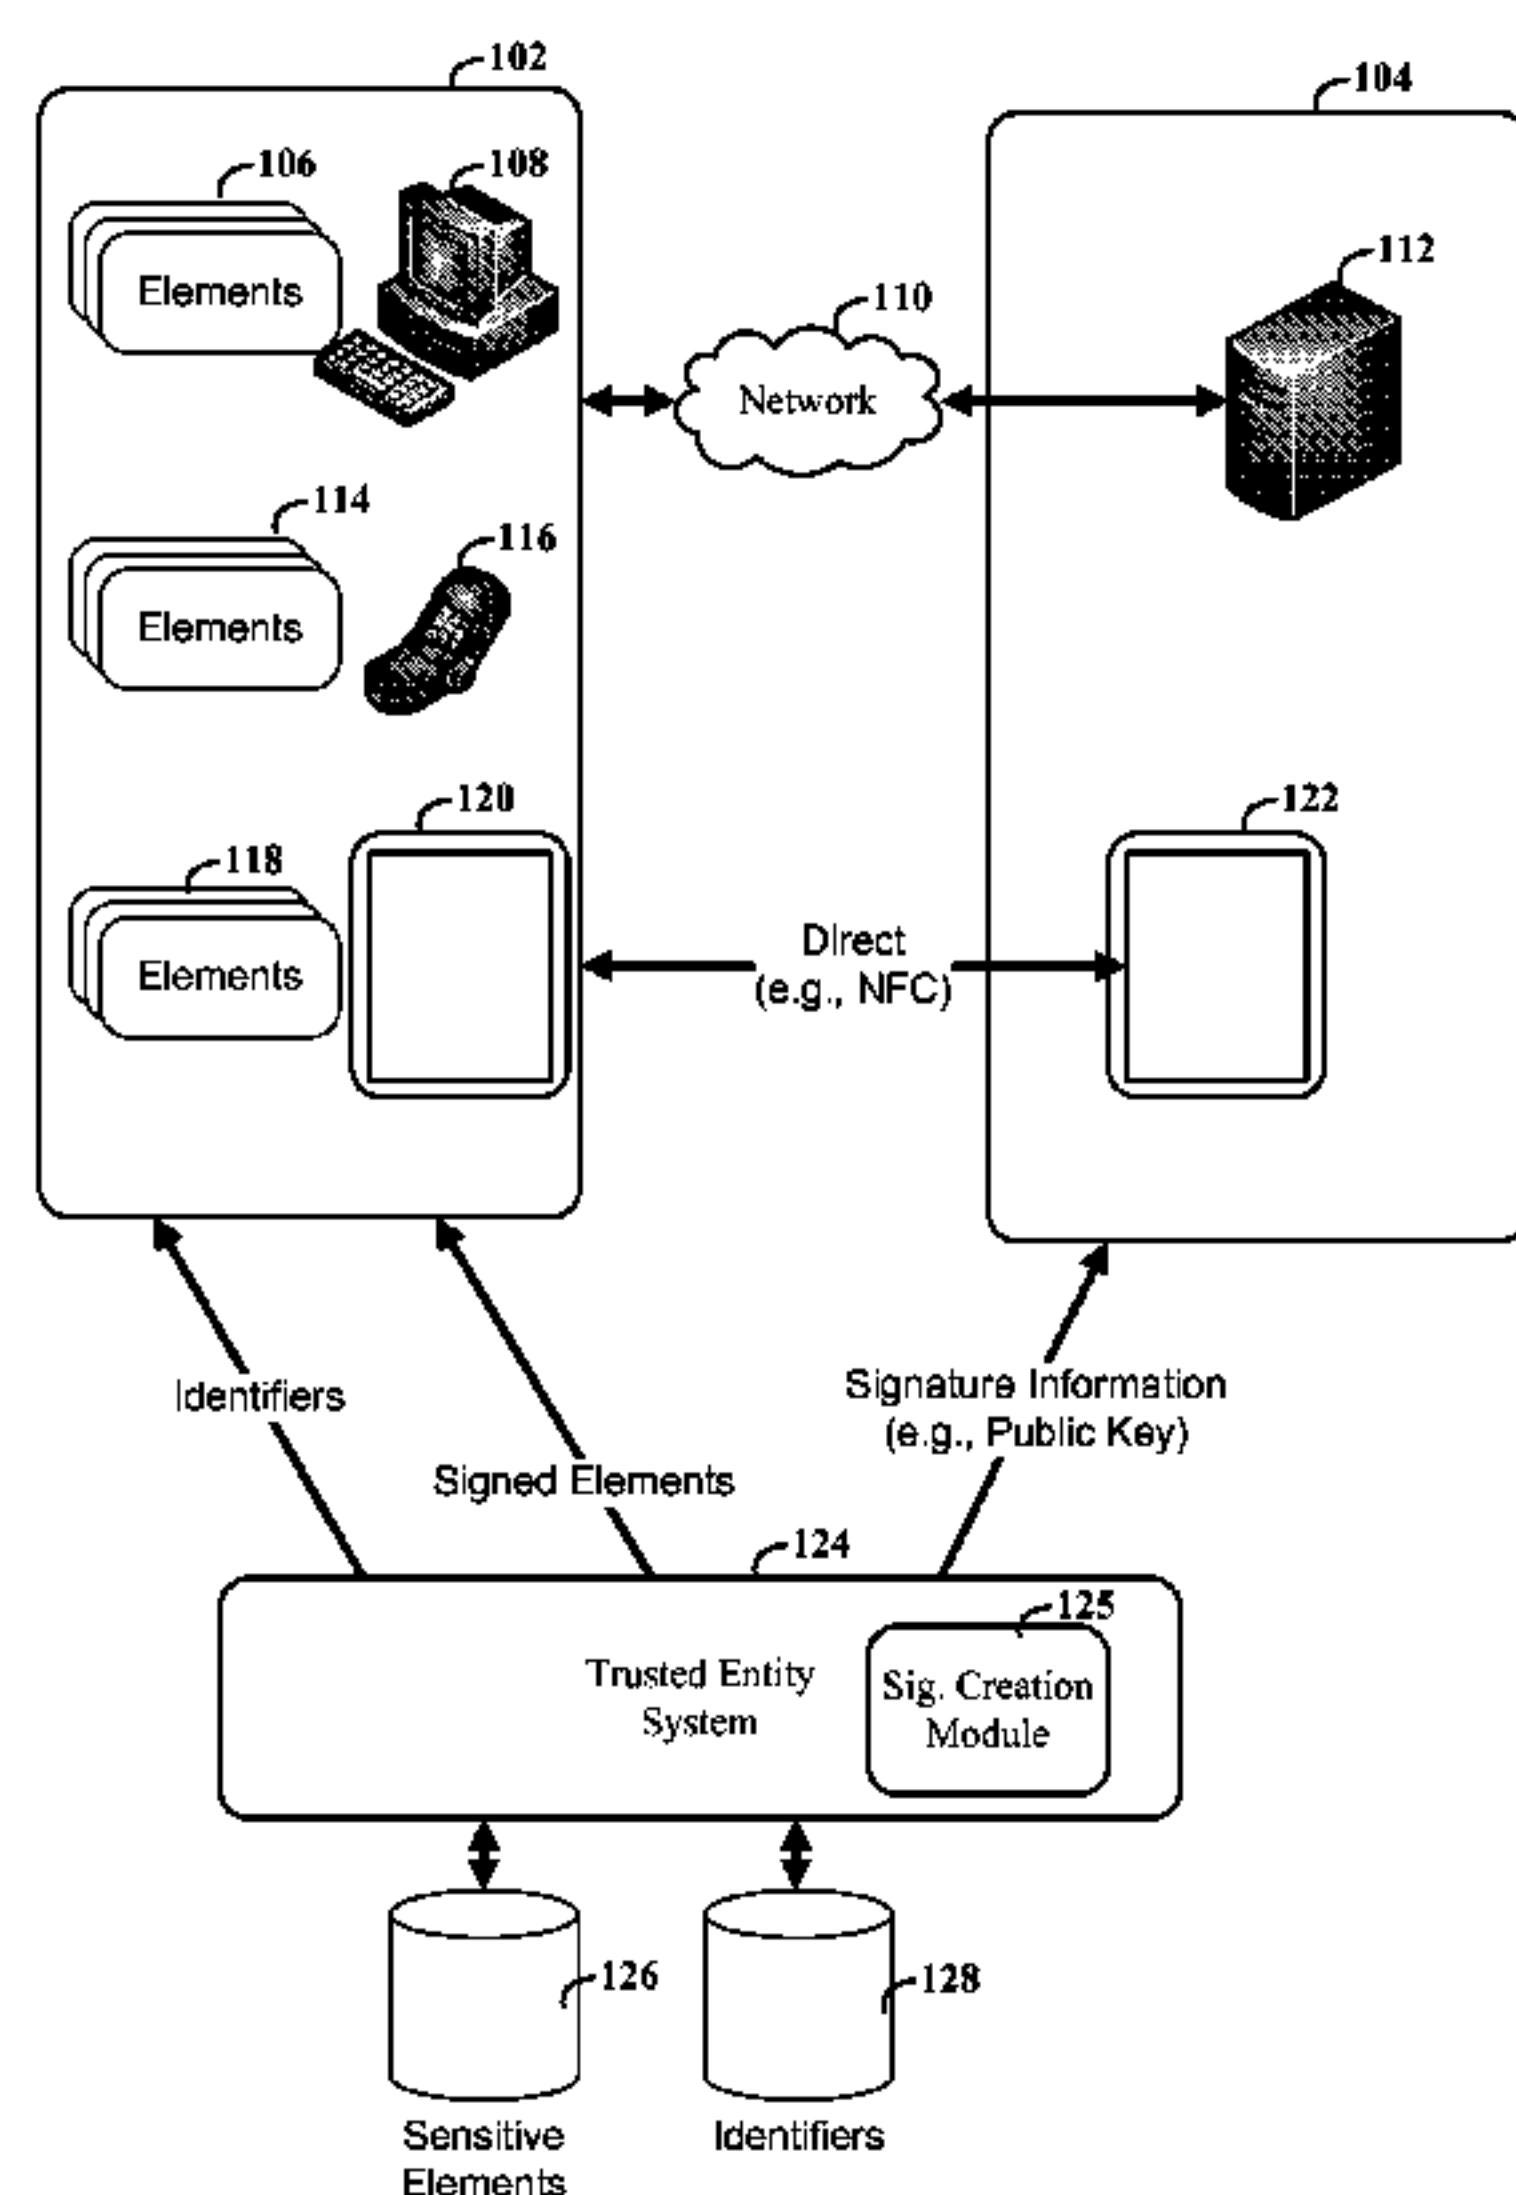 102
104
106
108
Elements
110
112
Network
114
116
Elements
120
122
118
Elements
Direct
(e.g., NFC)
Identifiers
Signature Information
(e.g., Public Key)
Signed Elements
124
125
Trusted Entity
System
Sig. Creation
Module
126
128
Sensitive
Elements
Identifiers